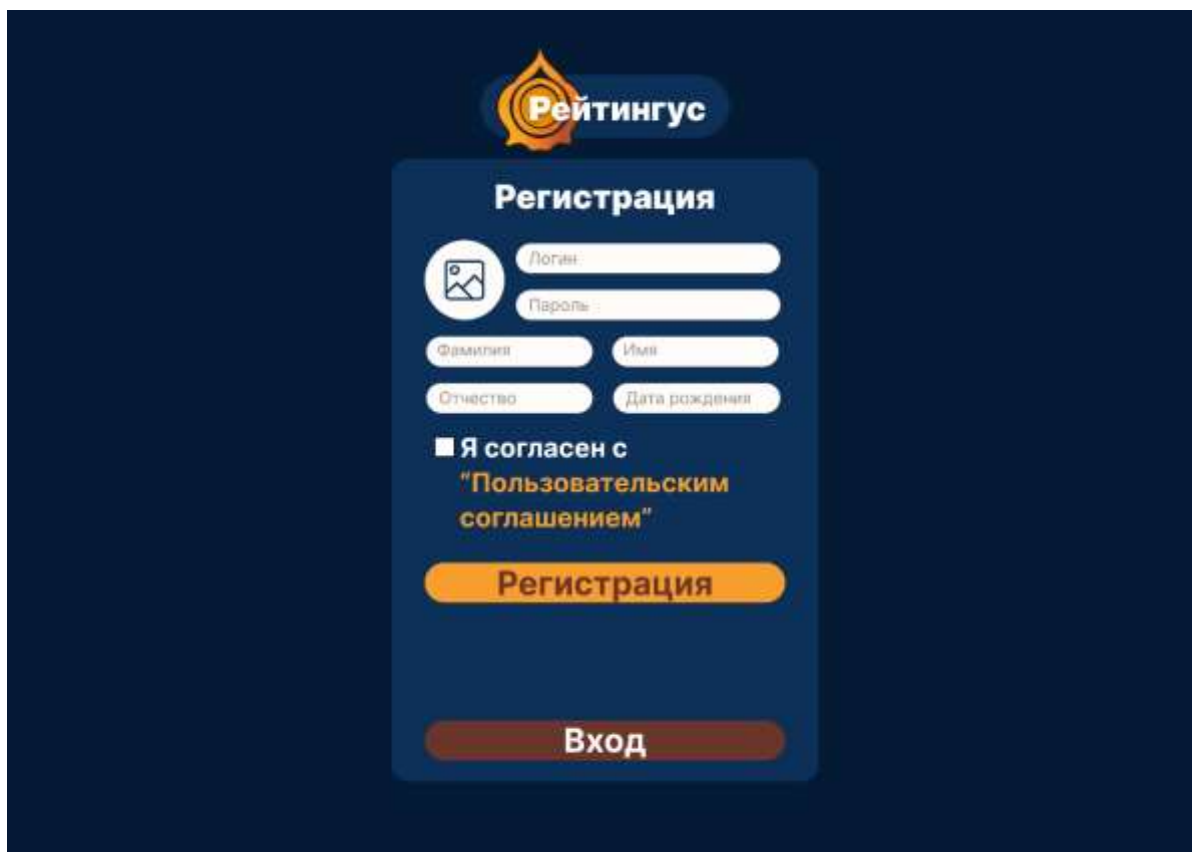 Рейтингус
Регистрация
Логин
Пароль
Фамилия
Имя
Отчество
Дата рождения
Я согласен с
"Пользовательским
соглашением"
Регистрация
Вход